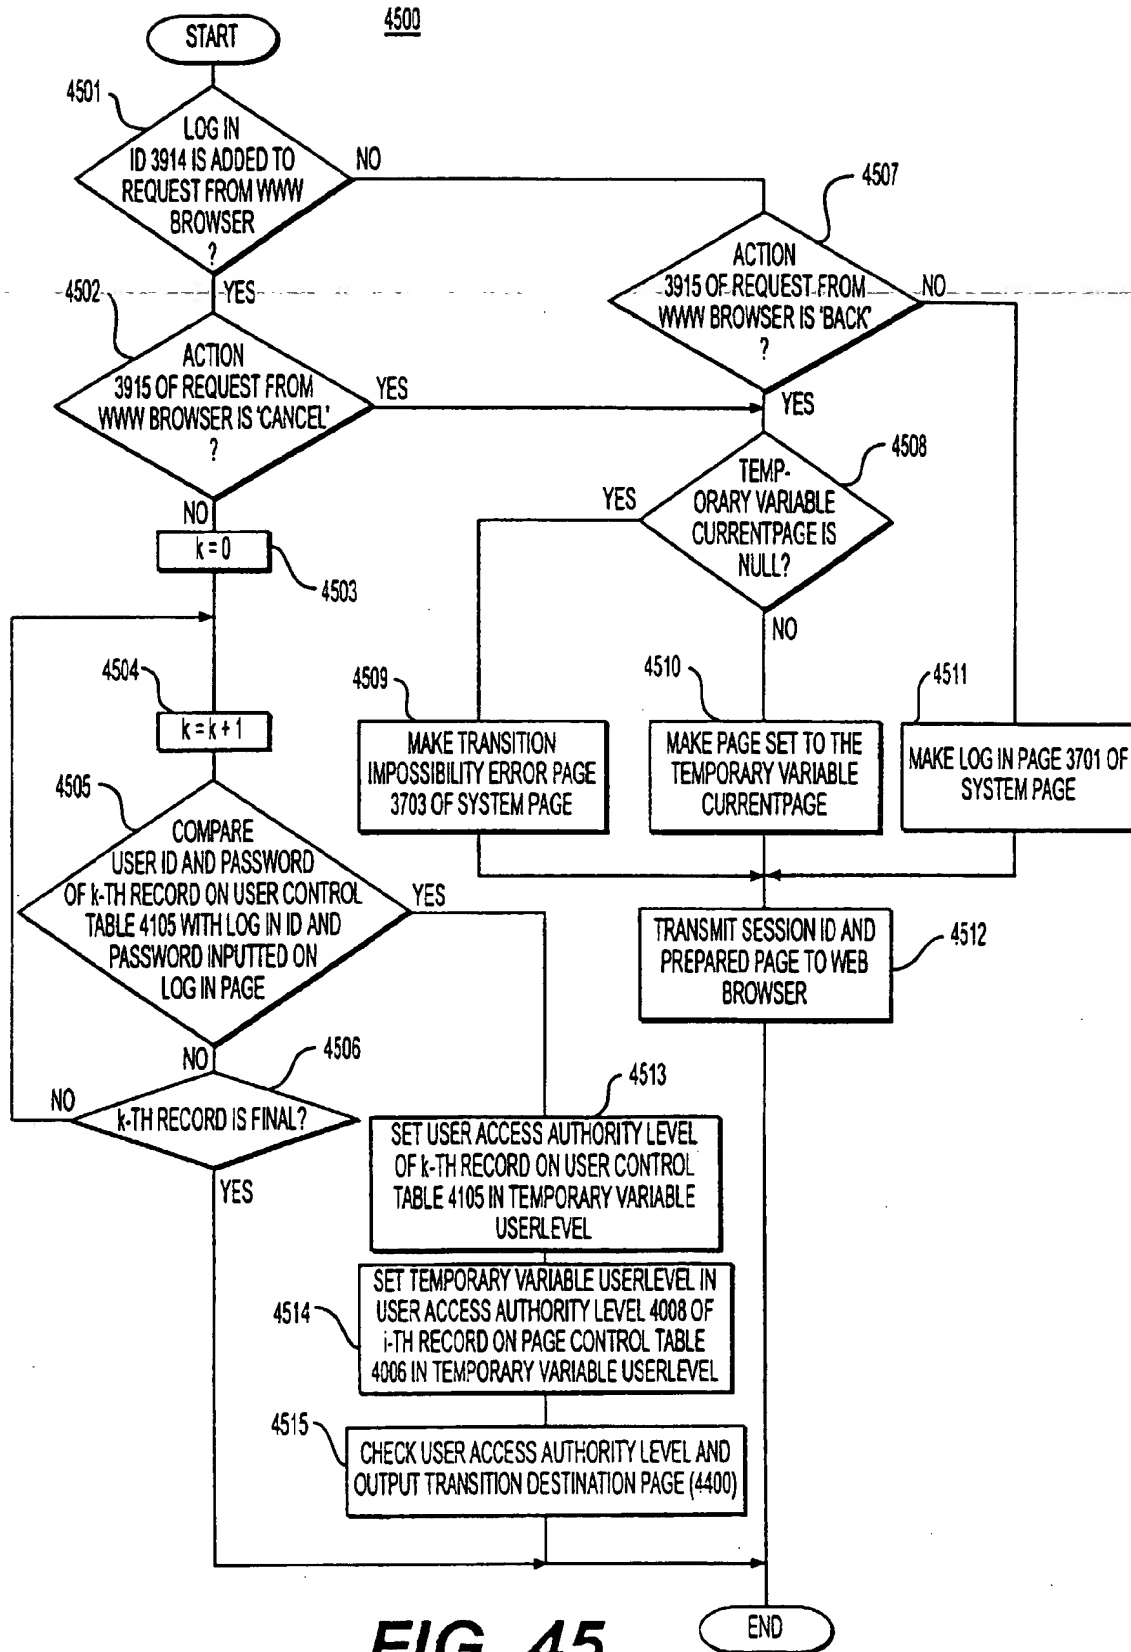 4500
START
4501
LOG IN
ID 3914 IS ADDED TO
REQUEST FROM WWW
BROWSER
?
NO
YES
4507
ACTION
3915 OF REQUEST FROM
WWW BROWSER IS 'BACK'
?
NO
YES
4502
ACTION
3915 OF REQUEST FROM
WWW BROWSER IS 'CANCEL'
?
YES
NO
4508
TEMP-
ORARY VARIABLE
CURRENTPAGE IS
NULL?
YES
NO
k = 0
4503
4504
k = k + 1
4509
MAKE TRANSITION
IMPOSSIBILITY ERROR PAGE
3703 OF SYSTEM PAGE
4510
MAKE PAGE SET TO THE
TEMPORARY VARIABLE
CURRENTPAGE
4511
MAKE LOG IN PAGE 3701 OF
SYSTEM PAGE
4505
COMPARE
USER ID AND PASSWORD
OF k-TH RECORD ON USER CONTROL
TABLE 4105 WITH LOG IN ID AND
PASSWORD INPUTTED ON
LOG IN PAGE
YES
NO
TRANSMIT SESSION ID AND
PREPARED PAGE TO WEB
BROWSER
4512
4506
k-TH RECORD IS FINAL?
NO
YES
4513
SET USER ACCESS AUTHORITY LEVEL
OF k-TH RECORD ON USER CONTROL
TABLE 4105 IN TEMPORARY VARIABLE
USERLEVEL
4514
SET TEMPORARY VARIABLE USERLEVEL IN
USER ACCESS AUTHORITY LEVEL 4008 OF
i-TH RECORD ON PAGE CONTROL TABLE
4006 IN TEMPORARY VARIABLE USERLEVEL
4515
CHECK USER ACCESS AUTHORITY LEVEL AND
OUTPUT TRANSITION DESTINATION PAGE (4400)
END
FIG. 45